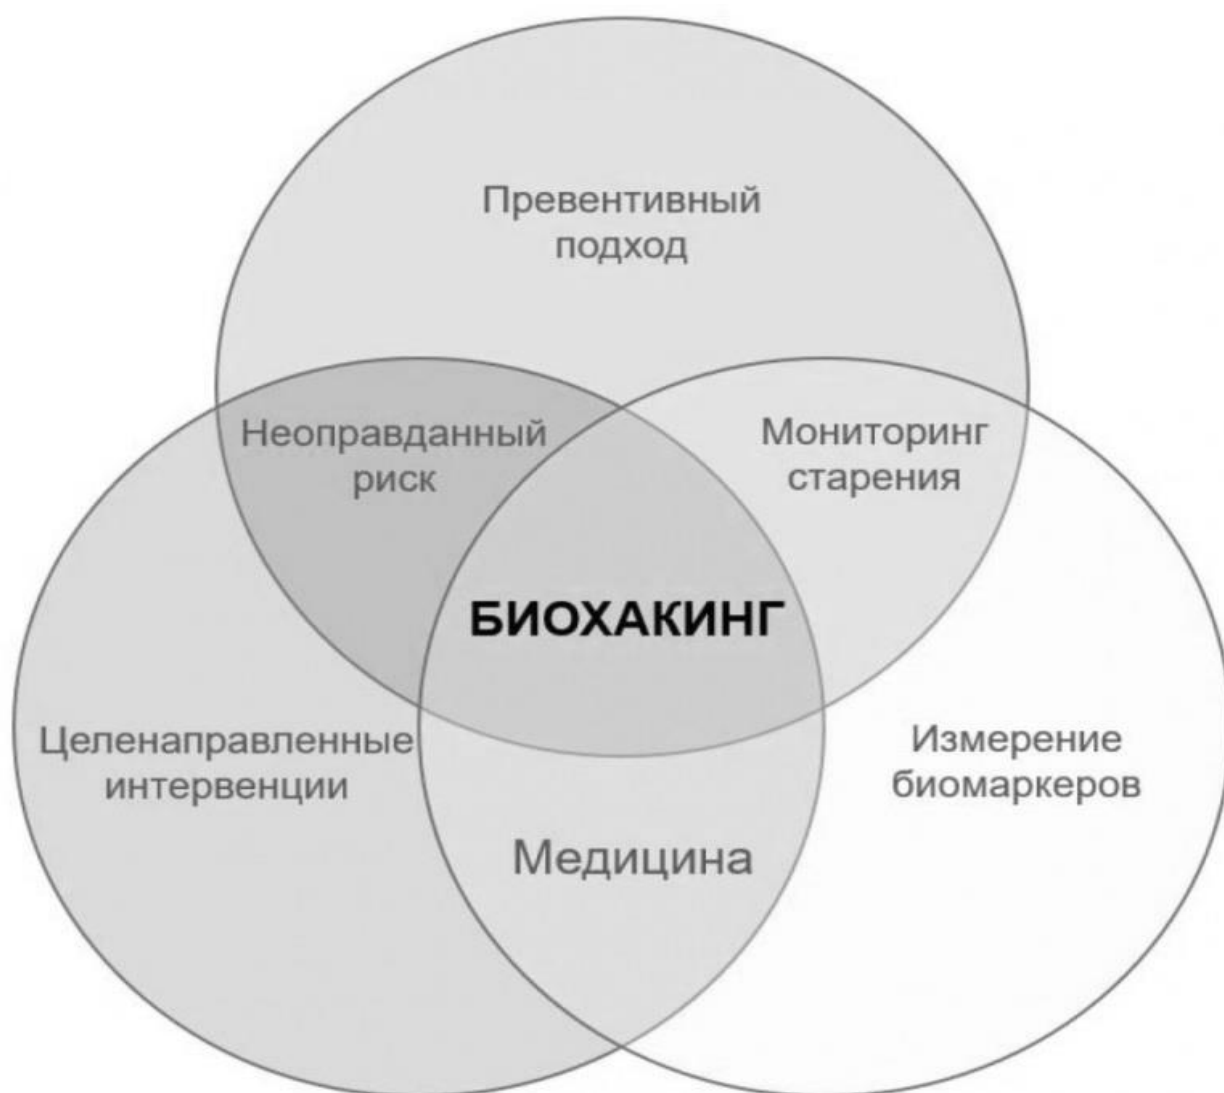 Превентивный
подход
Неоправданный
риск
Мониторинг
старения
БИОХАКИНГ
Целенаправленные
интервенции
Измерение
биомаркеров
Медицина